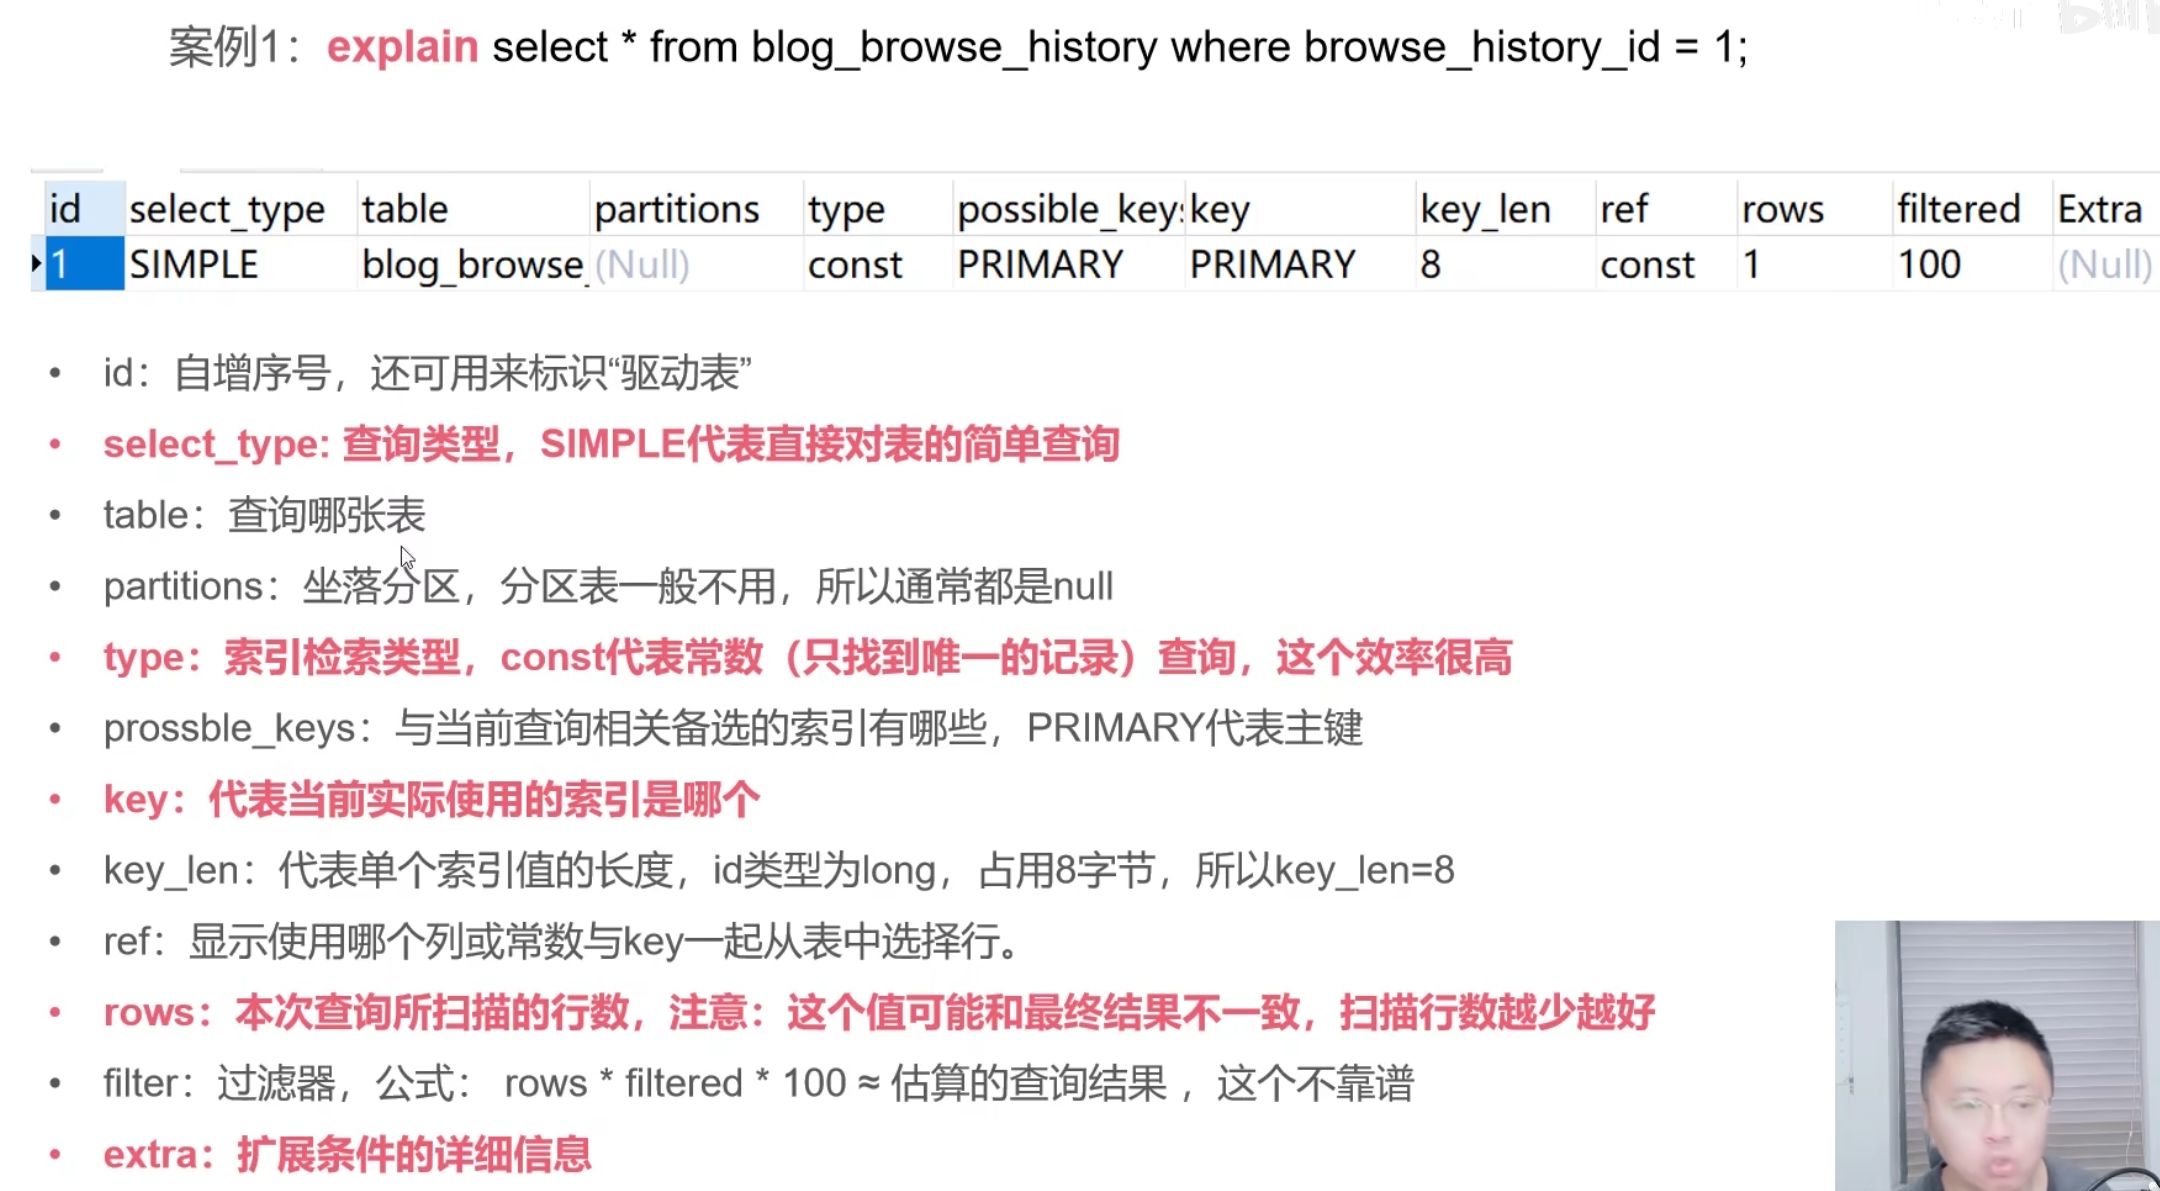 案例1：explain select * from blog_browse_history where browse_history_id = 1;
id select_type table partitions type possible_keys key key_len ref rows filtered Extra
1 SIMPLE blog_browse_ (Null) const PRIMARY PRIMARY 8 const 1 100 (Null)
• id：自增序号，还可用来标识“驱动表”
• select_type: 查询类型，SIMPLE代表直接对表的简单查询
• table：查询哪张表
• partitions：坐落分区，分区表一般不用，所以通常都是null
• type：索引检索类型，const代表常数（只找到唯一的记录）查询，这个效率很高
• prossble_keys：与当前查询相关备选的索引有哪些，PRIMARY代表主键
• key：代表当前实际使用的索引是哪个
• key_len：代表单个索引值的长度，id类型为long，占用8字节，所以key_len=8
• ref：显示使用哪个列或常数与key一起从表中选择行。
• rows：本次查询所扫描的行数，注意：这个值可能和最终结果不一致，扫描行数越少越好
• filter：过滤器，公式： rows * filtered * 100 ≈ 估算的查询结果 ，这个不靠谱
• extra：扩展条件的详细信息